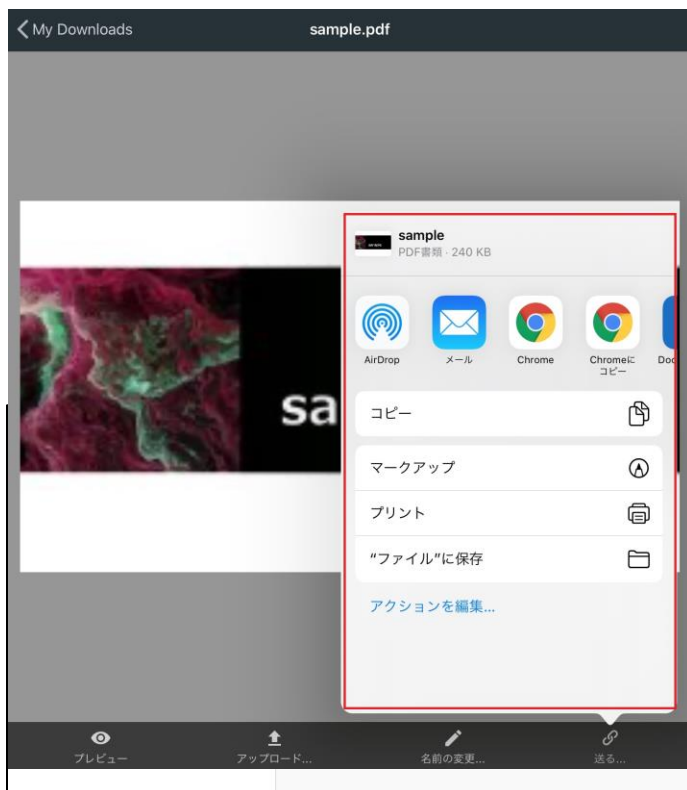 My Downloads
sample.pdf
sample
PDF書類・240 KB
AirDrop
メール
Chrome
Chromeに
コピー
Doc
sa
コピー
マークアップ
プリント
“ファイル”に保存
アクションを編集...
プレビュー
アップロード...
名前の変更...
送る...